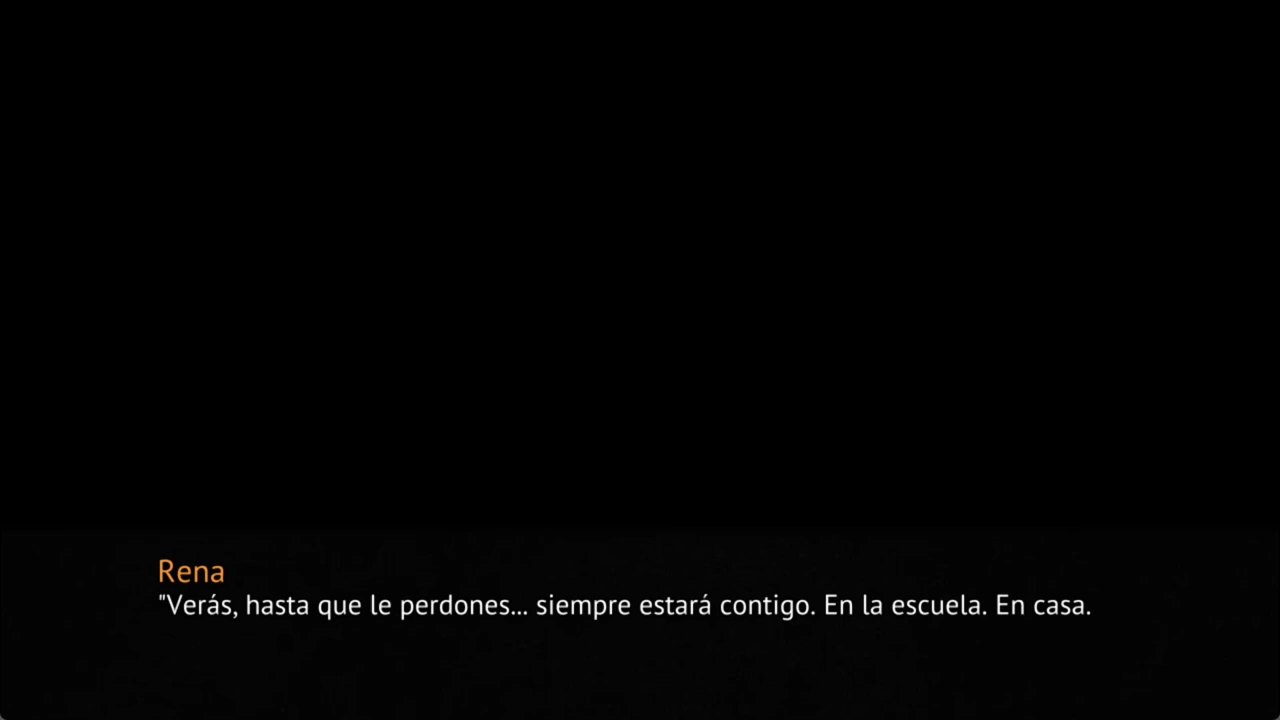 Rena
"Verás, hasta que le perdones... siempre estará contigo. En la escuela. En casa.